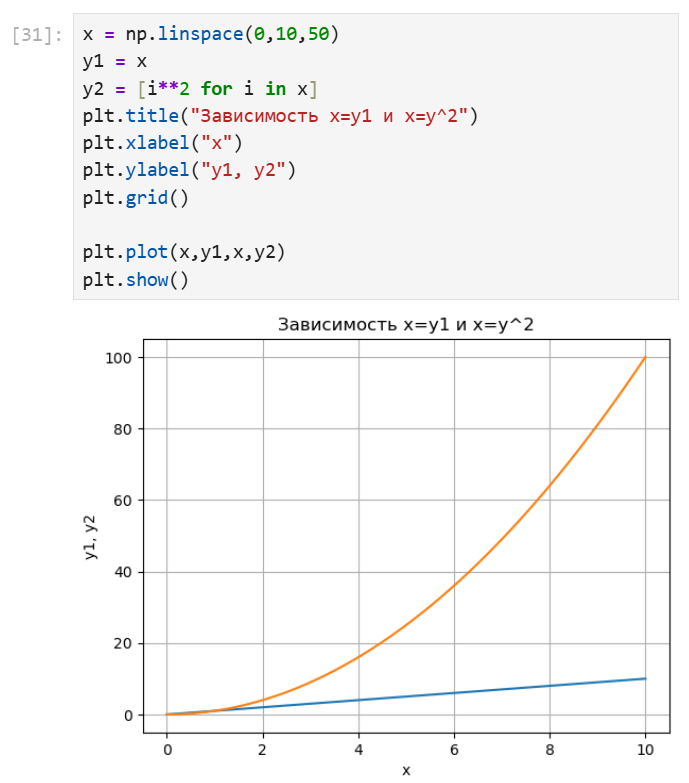 [31]:
x = np.linspace(0,10,50)
y1 = x
y2 = [i**2 for i in x]
plt.title("Зависимость x=y1 и x=y^2")
plt.xlabel("x")
plt.ylabel("y1, y2")
plt.grid()
plt.plot(x,y1,x,y2)
plt.show()
Зависимость x=y1 и x=y^2
100
80
60
40
20
0
y1, y2
0 2 4 6 8 10
x